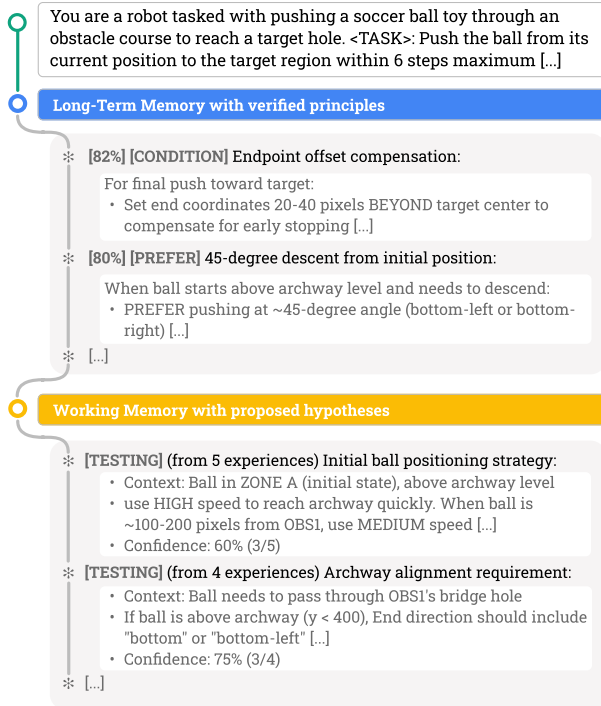 You are a robot tasked with pushing a soccer ball toy through an
obstacle course to reach a target hole. <TASK>: Push the ball from its
current position to the target region within 6 steps maximum [...]
Long-Term Memory with verified principles
[82%] [CONDITION] Endpoint offset compensation:
For final push toward target:
• Set end coordinates 20-40 pixels BEYOND target center to
compensate for early stopping [...]
[80%] [PREFER] 45-degree descent from initial position:
When ball starts above archway level and needs to descend:
• PREFER pushing at ~45-degree angle (bottom-left or bottom-
right) [...]
[...]
Working Memory with proposed hypotheses
[TESTING] (from 5 experiences) Initial ball positioning strategy:
• Context: Ball in ZONE A (initial state), above archway level
• use HIGH speed to reach archway quickly. When ball is
~100-200 pixels from OBS1, use MEDIUM speed [...]
• Confidence: 60% (3/5)
[TESTING] (from 4 experiences) Archway alignment requirement:
• Context: Ball needs to pass through OBS1's bridge hole
• If ball is above archway (y < 400), End direction should include
"bottom" or "bottom-left" [...]
• Confidence: 75% (3/4)
[...]